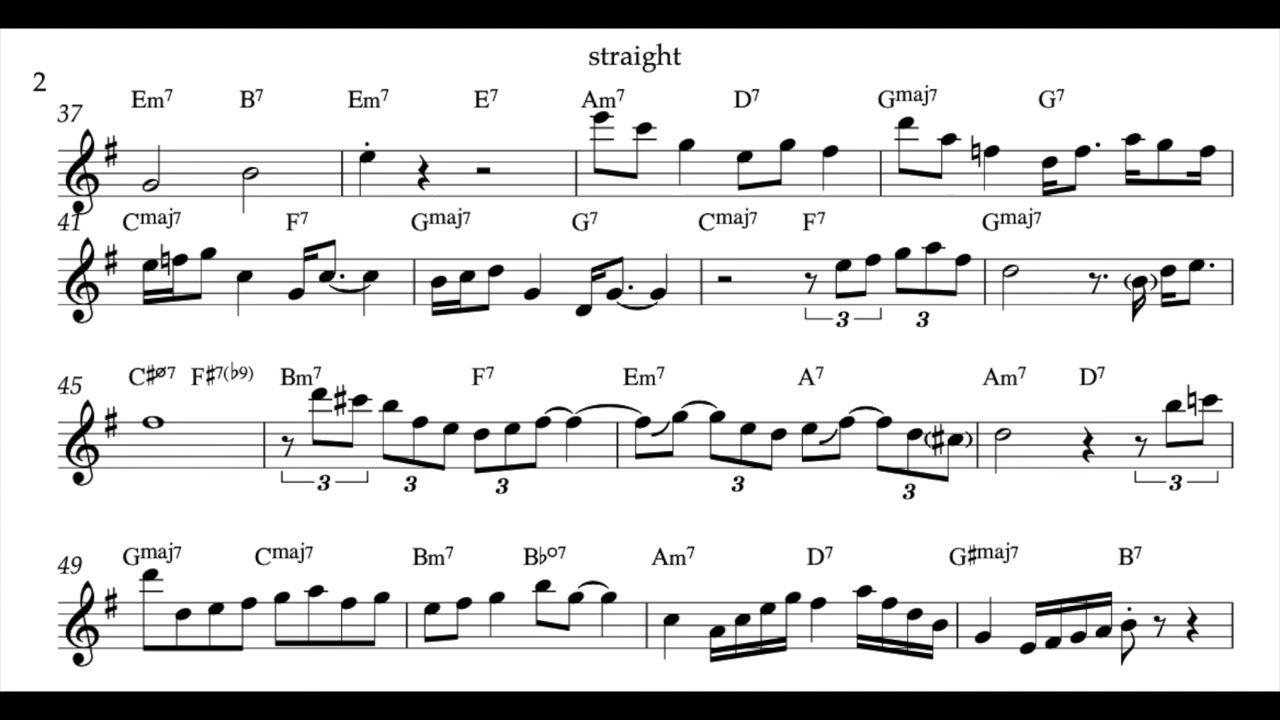 straight
2
37 Em7 B7 Em7 E7 Am7 D7 Gmaj7 G7
41 Cmaj7 F7 Gmaj7 G7 Cmaj7 F7 Gmaj7
3 3
45 C#ø7 F#7(b9) Bm7 F7 Em7 A7 Am7 D7
3 3 3 3 3 3
49 Gmaj7 Cmaj7 Bm7 Bbo7 Am7 D7 G#maj7 B7